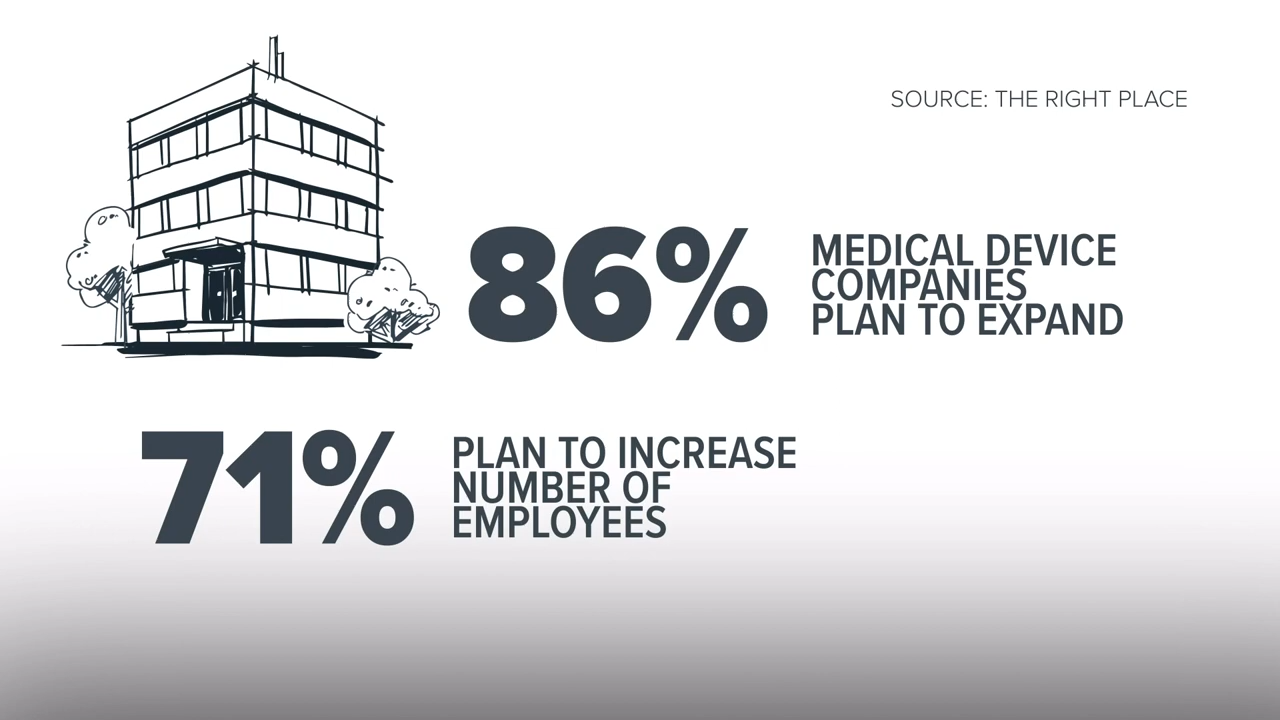 SOURCE: THE RIGHT PLACE
86%
MEDICAL DEVICE
COMPANIES
PLAN TO EXPAND
71%
PLAN TO INCREASE
NUMBER OF
EMPLOYEES